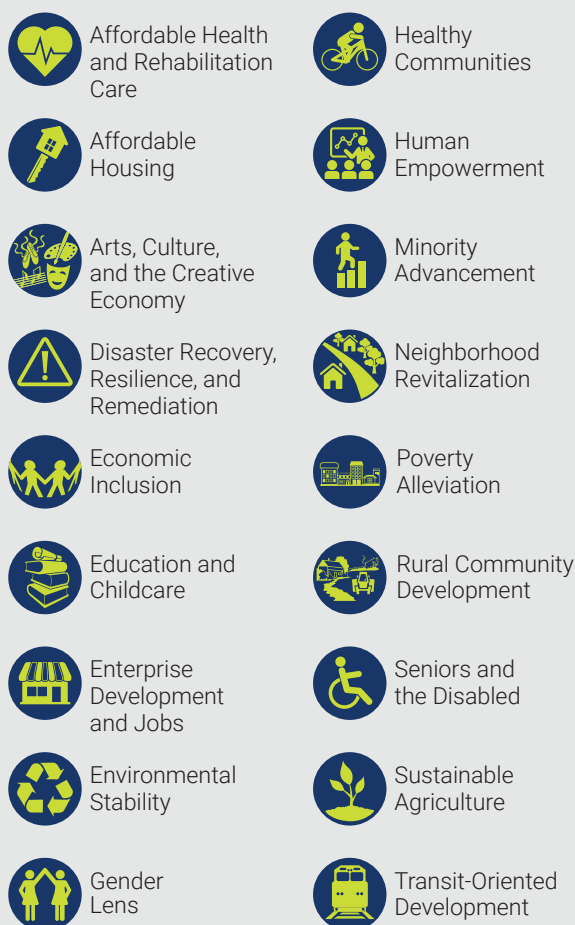 Affordable Health
and Rehabilitation
Care
Affordable
Housing
Arts, Culture,
and the Creative
Economy
Disaster Recovery,
Resilience, and
Remediation
Economic
Inclusion
Education and
Childcare
Enterprise
Development
and Jobs
Environmental
Stability
Gender
Lens
Healthy
Communities
Human
Empowerment
Minority
Advancement
Neighborhood
Revitalization
Poverty
Alleviation
Rural Community
Development
Seniors and
the Disabled
Sustainable
Agriculture
Transit-Oriented
Development